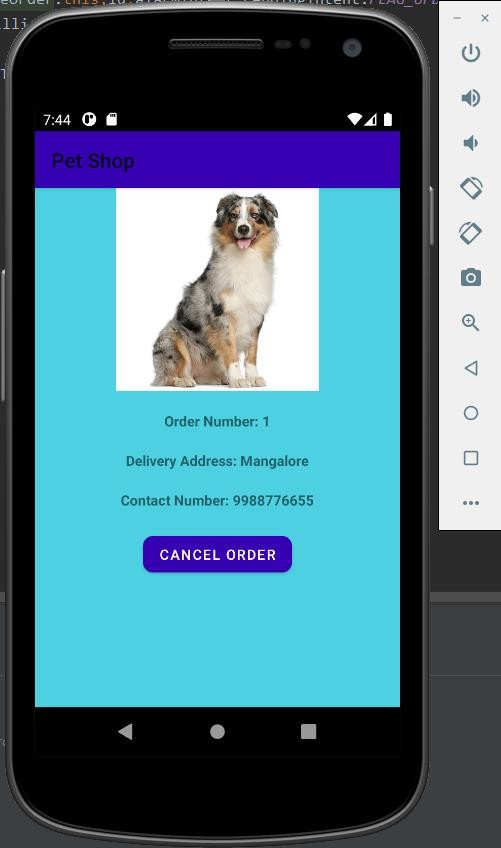 7:44
Pet Shop
Order Number: 1
Delivery Address: Mangalore
Contact Number: 9988776655
CANCEL ORDER